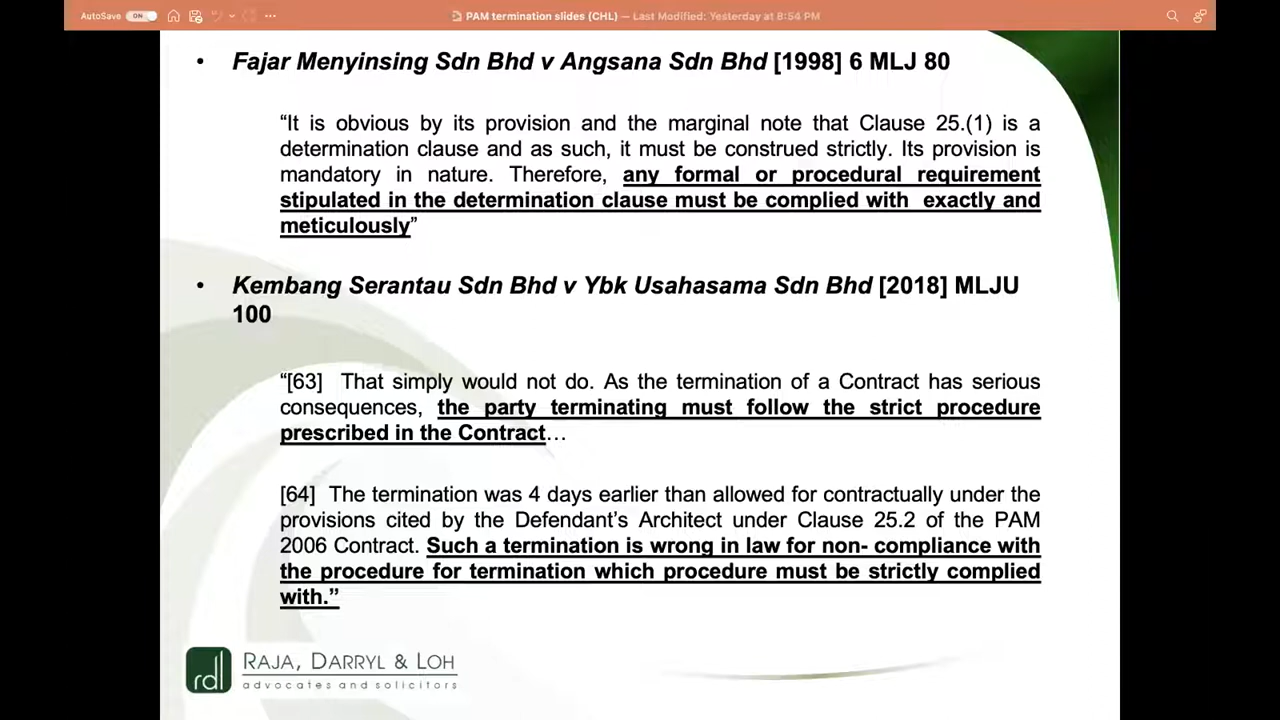 AutoSave ON ... PAM termination slides (CHL) — Last Modified: Yesterday at 8:54 PM
• Fajar Menyinsing Sdn Bhd v Angsana Sdn Bhd [1998] 6 MLJ 80
“It is obvious by its provision and the marginal note that Clause 25.(1) is a
determination clause and as such, it must be construed strictly. Its provision is
mandatory in nature. Therefore, any formal or procedural requirement
stipulated in the determination clause must be complied with exactly and
meticulously”
• Kembang Serantau Sdn Bhd v Ybk Usahasama Sdn Bhd [2018] MLJU
100
“[63] That simply would not do. As the termination of a Contract has serious
consequences, the party terminating must follow the strict procedure
prescribed in the Contract…
[64] The termination was 4 days earlier than allowed for contractually under the
provisions cited by the Defendant’s Architect under Clause 25.2 of the PAM
2006 Contract. Such a termination is wrong in law for non- compliance with
the procedure for termination which procedure must be strictly complied
with.”
rdl RAJA, DARRYL & LOH
advocates and solicitors